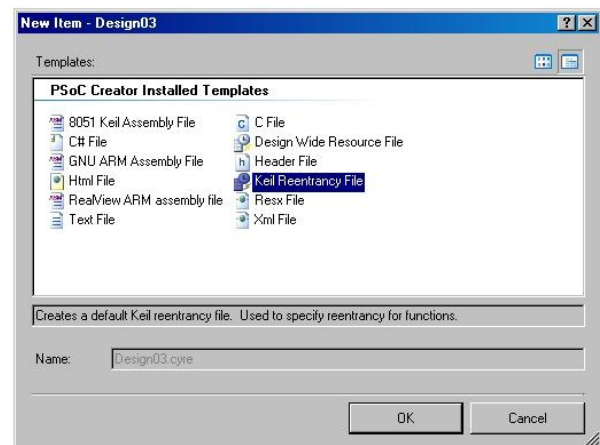 New Item - Design03
Templates:
PSoC Creator Installed Templates
8051 Keil Assembly File
C# File
GNU ARM Assembly File
Html File
RealView ARM assembly file
Text File
C File
Design Wide Resource File
Header File
Keil Reentrancy File
Resx File
Xml File
Creates a default Keil reentrancy file. Used to specify reentrancy for functions.
Name: Design03.cyre
OK Cancel